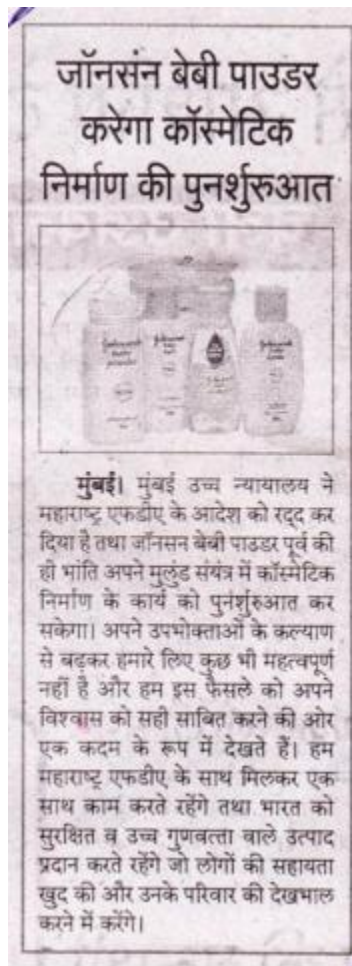 जॉनसंन बेबी पाउडर
करेगा कॉस्मेटिक
निर्माण की पुनर्शुरुआत
मुंबई। मुंबई उच्च न्यायालय ने
महाराष्ट्र एफडीए के आदेश को रद्द कर
दिया है तथा जॉनसन बेबी पाउडर पूर्व की
ही भांति अपने मुलुंड संयंत्र में कॉस्मेटिक
निर्माण के कार्य को पुनंर्शुरुआत कर
सकेगा। अपने उपभोक्ताओं के कल्याण
से बढ़कर हमारे लिए कुछ भी महत्वपूर्ण
नहीं है और हम इस फैसले को अपने
विश्वास को सही साबित करने की ओर
एक कदम के रूप में देखते हैं। हम
महाराष्ट्र एफडीए के साथ मिलकर एक
साथ काम करते रहेंगे तथा भारत को
सुरक्षित व उच्च गुणवत्ता वाले उत्पाद
प्रदान करते रहेंगे जो लोगों की सहायता
खुद की और उनके परिवार की देखभाल
करने में करेंगे।